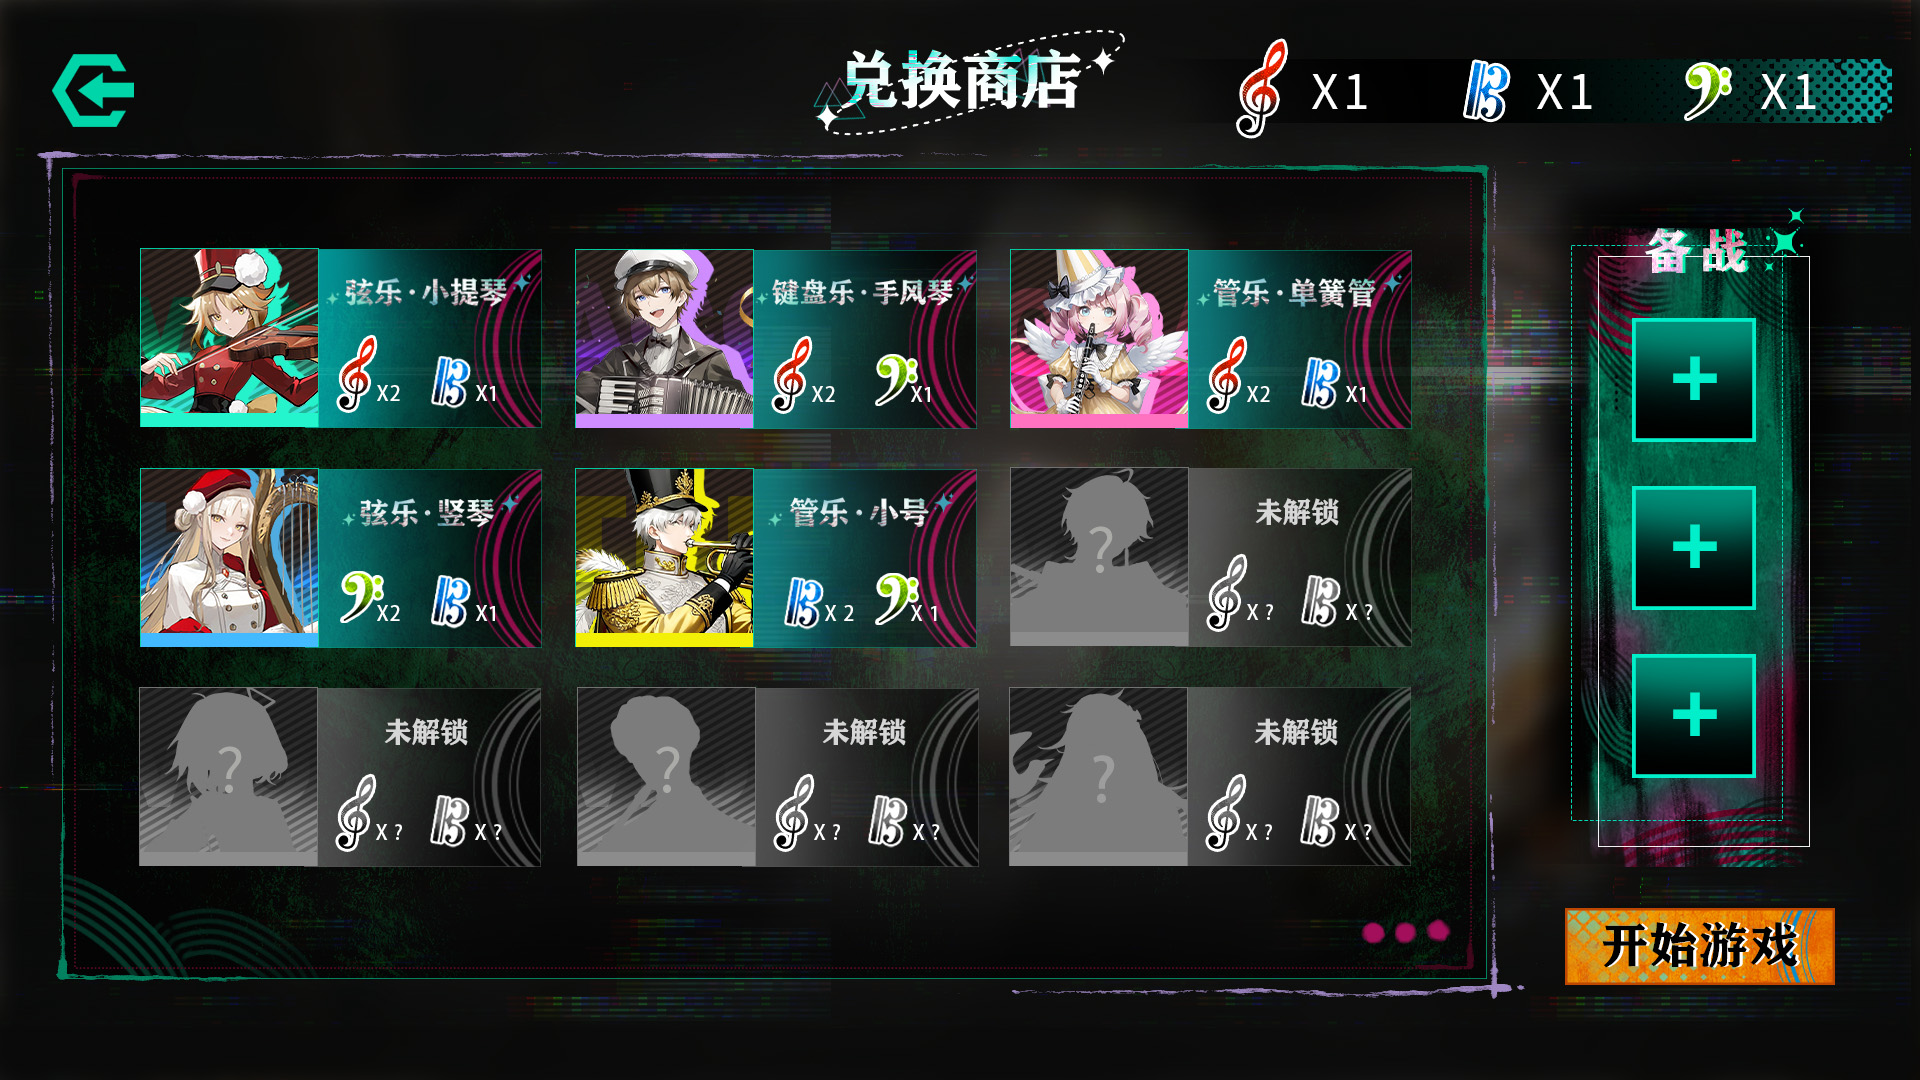 兑换商店
X1
X1
X1
弦乐·小提琴
X2
X1
键盘乐·手风琴
X2
X1
管乐·单簧管
X2
X1
弦乐·竖琴
X2
X1
管乐·小号
X 2
X 1
未解锁
X ?
X ?
?
未解锁
X ?
X ?
?
未解锁
X ?
X ?
?
未解锁
X ?
X ?
?
备战
+
+
+
开始游戏